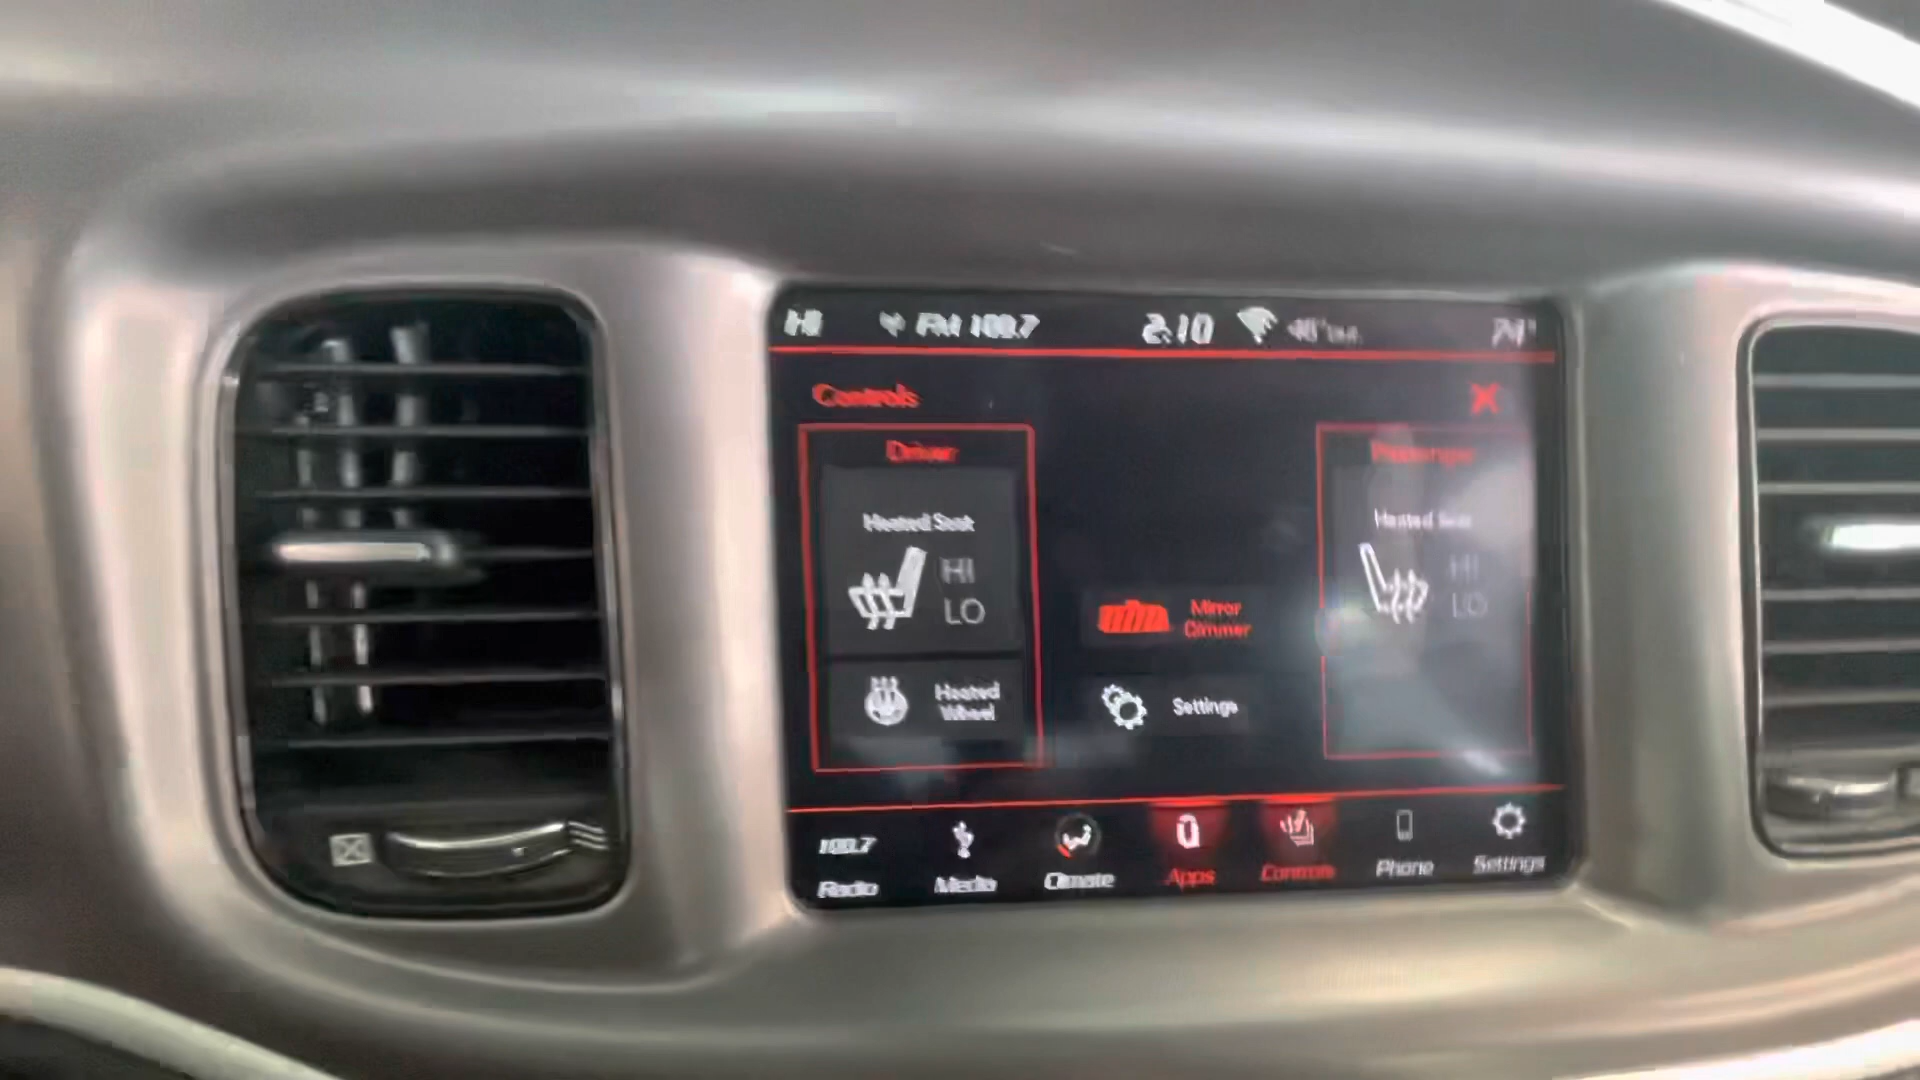 HI FM 100.7 2:10 74°
Controls
Driver
Passenger
Heated Seat
Heated Seat
HI
LO
HI
LO
Mirror
Dimmer
Heated
Wheel
Settings
100.7
Radio Media Climate Apps Controls Phone Settings